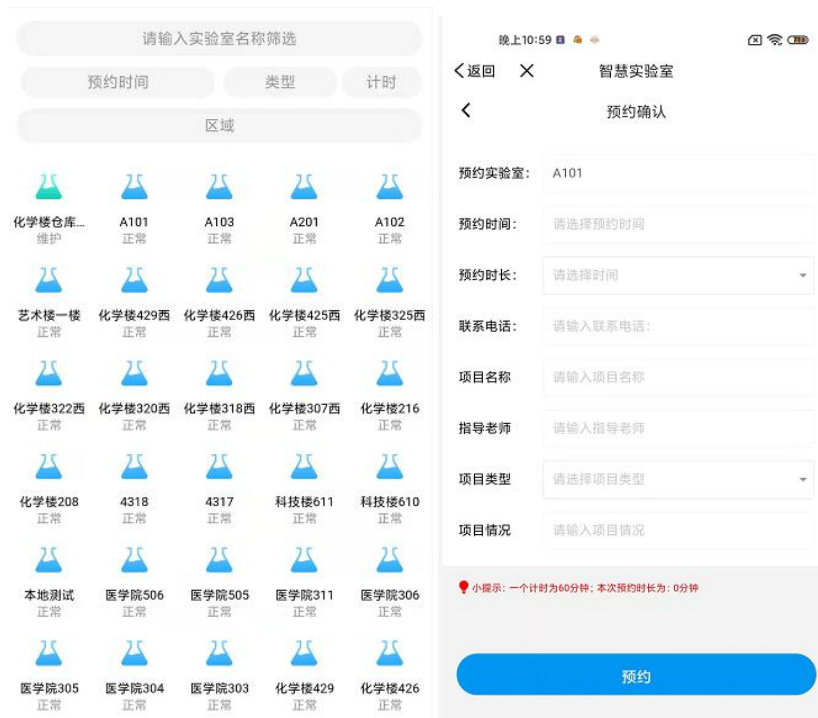 请输入实验室名称筛选
预约时间 类型 计时
区域
化学楼仓库... A101 A103 A201 A102
维护 正常 正常 正常 正常
艺术楼一楼 化学楼429西 化学楼426西 化学楼425西 化学楼325西
正常 正常 正常 正常 正常
化学楼322西 化学楼320西 化学楼318西 化学楼307西 化学楼216
正常 正常 正常 正常 正常
化学楼208 4318 4317 科技楼611 科技楼610
正常 正常 正常 正常 正常
本地测试 医学院506 医学院505 医学院311 医学院306
正常 正常 正常 正常 正常
医学院305 医学院304 医学院303 化学楼429 化学楼426
正常 正常 正常 正常 正常
晚上10:59
返回 智慧实验室
预约确认
预约实验室: A101
预约时间: 请选择预约时间
预约时长: 请选择时间
联系电话: 请输入联系电话:
项目名称 请输入项目名称
指导老师 请输入指导老师
项目类型 请选择项目类型
项目情况 请输入项目情况
小提示: 一个计时为60分钟; 本次预约时长为: 0分钟
预约